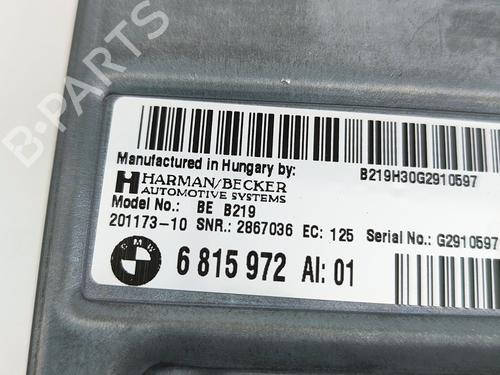 B-PARTS
Manufactured in Hungary by:
B219H30G2910597
HARMAN/BECKER
AUTOMOTIVE SYSTEMS
Model No.: BE B219
201173-10 SNR.: 2867036 EC: 125 Serial No.: G2910597
BMW
6 815 972 AI: 01